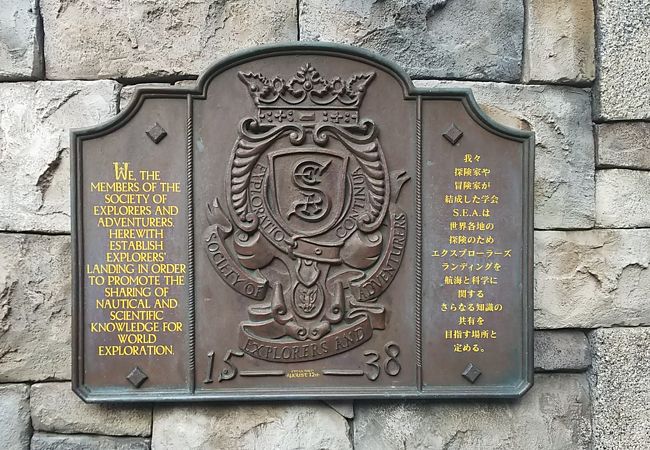 WE, THE
MEMBERS OF THE
SOCIETY OF
EXPLORERS AND
ADVENTURERS,
HEREWITH
ESTABLISH
EXPLORERS'
LANDING IN ORDER
TO PROMOTE THE
SHARING OF
NAUTICAL AND
SCIENTIFIC
KNOWLEDGE FOR
WORLD
EXPLORATION.
EXPLORATIO CONTINUA
SEA
SOCIETY OF
EXPLORERS AND
ADVENTURERS
15 38
AUGUST 12TH
我々
探険家や
冒険家が
結成した学会
S.E.A.は
世界各地の
探険のため
エクスプローラーズ
ランディングを
航海と科学に
関する
さらなる知識の
共有を
目指す場所と
定める。